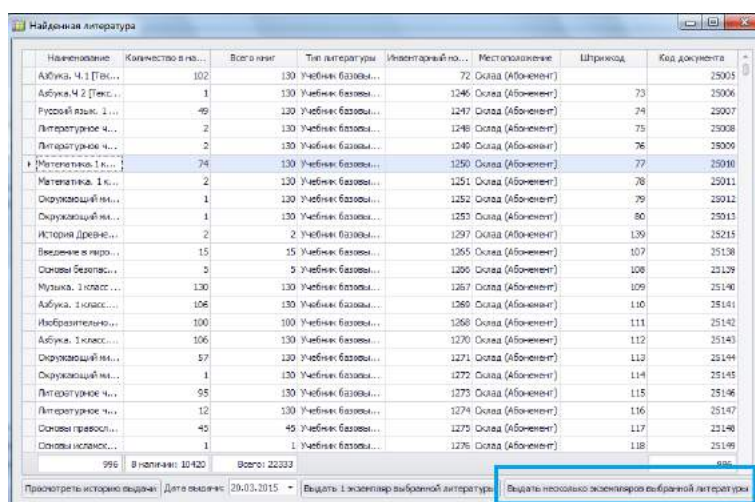 Найденная литература
Наименование Количество в на... Всего книг Тип литературы Инвентарный но... Местоположение Штрихкод Код документа
Азбука. Ч.1 [Тек... 102 130 Учебник базовы... 72 Склад (Абонемент) 25005
Азбука.Ч 2 [Текс... 1 130 Учебник базовы... 1246 Склад (Абонемент) 73 25006
Русский язык. 1... 49 130 Учебник базовы... 1247 Склад (Абонемент) 74 25007
Литературное ч... 2 130 Учебник базовы... 1248 Склад (Абонемент) 75 25008
Литературное ч... 2 130 Учебник базовы... 1249 Склад (Абонемент) 76 25009
Математика. 1 к... 74 130 Учебник базовы... 1250 Склад (Абонемент) 77 25010
Математика. 1 к... 2 130 Учебник базовы... 1251 Склад (Абонемент) 78 25011
Окружающий ми... 1 130 Учебник базовы... 1252 Склад (Абонемент) 79 25012
Окружающий ми... 1 130 Учебник базовы... 1253 Склад (Абонемент) 80 25013
История Древне... 2 2 Учебник базовы... 1297 Склад (Абонемент) 139 25215
Введение в миро... 15 15 Учебник базовы... 1265 Склад (Абонемент) 107 25138
Основы безопас... 5 5 Учебник базовы... 1266 Склад (Абонемент) 108 25139
Музыка. 1 класс ... 130 130 Учебник базовы... 1267 Склад (Абонемент) 109 25140
Азбука. 1 класс.... 106 130 Учебник базовы... 1269 Склад (Абонемент) 110 25141
Изобразительно... 100 100 Учебник базовы... 1268 Склад (Абонемент) 111 25142
Азбука. 1 класс.... 106 130 Учебник базовы... 1270 Склад (Абонемент) 112 25143
Окружающий ми... 57 130 Учебник базовы... 1271 Склад (Абонемент) 113 25144
Окружающий ми... 1 130 Учебник базовы... 1272 Склад (Абонемент) 114 25145
Литературное ч... 95 130 Учебник базовы... 1273 Склад (Абонемент) 115 25146
Литературное ч... 12 130 Учебник базовы... 1274 Склад (Абонемент) 116 25147
Основы правосл... 45 45 Учебник базовы... 1275 Склад (Абонемент) 117 25148
Основы исламск... 1 1 Учебник базовы... 1276 Склад (Абонемент) 118 25149
996 В наличии: 10420 Всего: 22333 996
Просмотреть историю выдачи Дата выдачи: 20.03.2015 Выдать 1 экземпляр выбранной литературы Выдать несколько экземпляров выбранной литературы